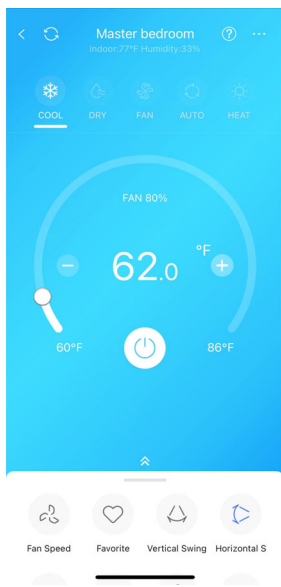 Master bedroom
Indoor:77°F Humidity:33%
COOL DRY FAN AUTO HEAT
FAN 80%
62.0 °F
60°F 86°F
Fan Speed Favorite Vertical Swing Horizontal S